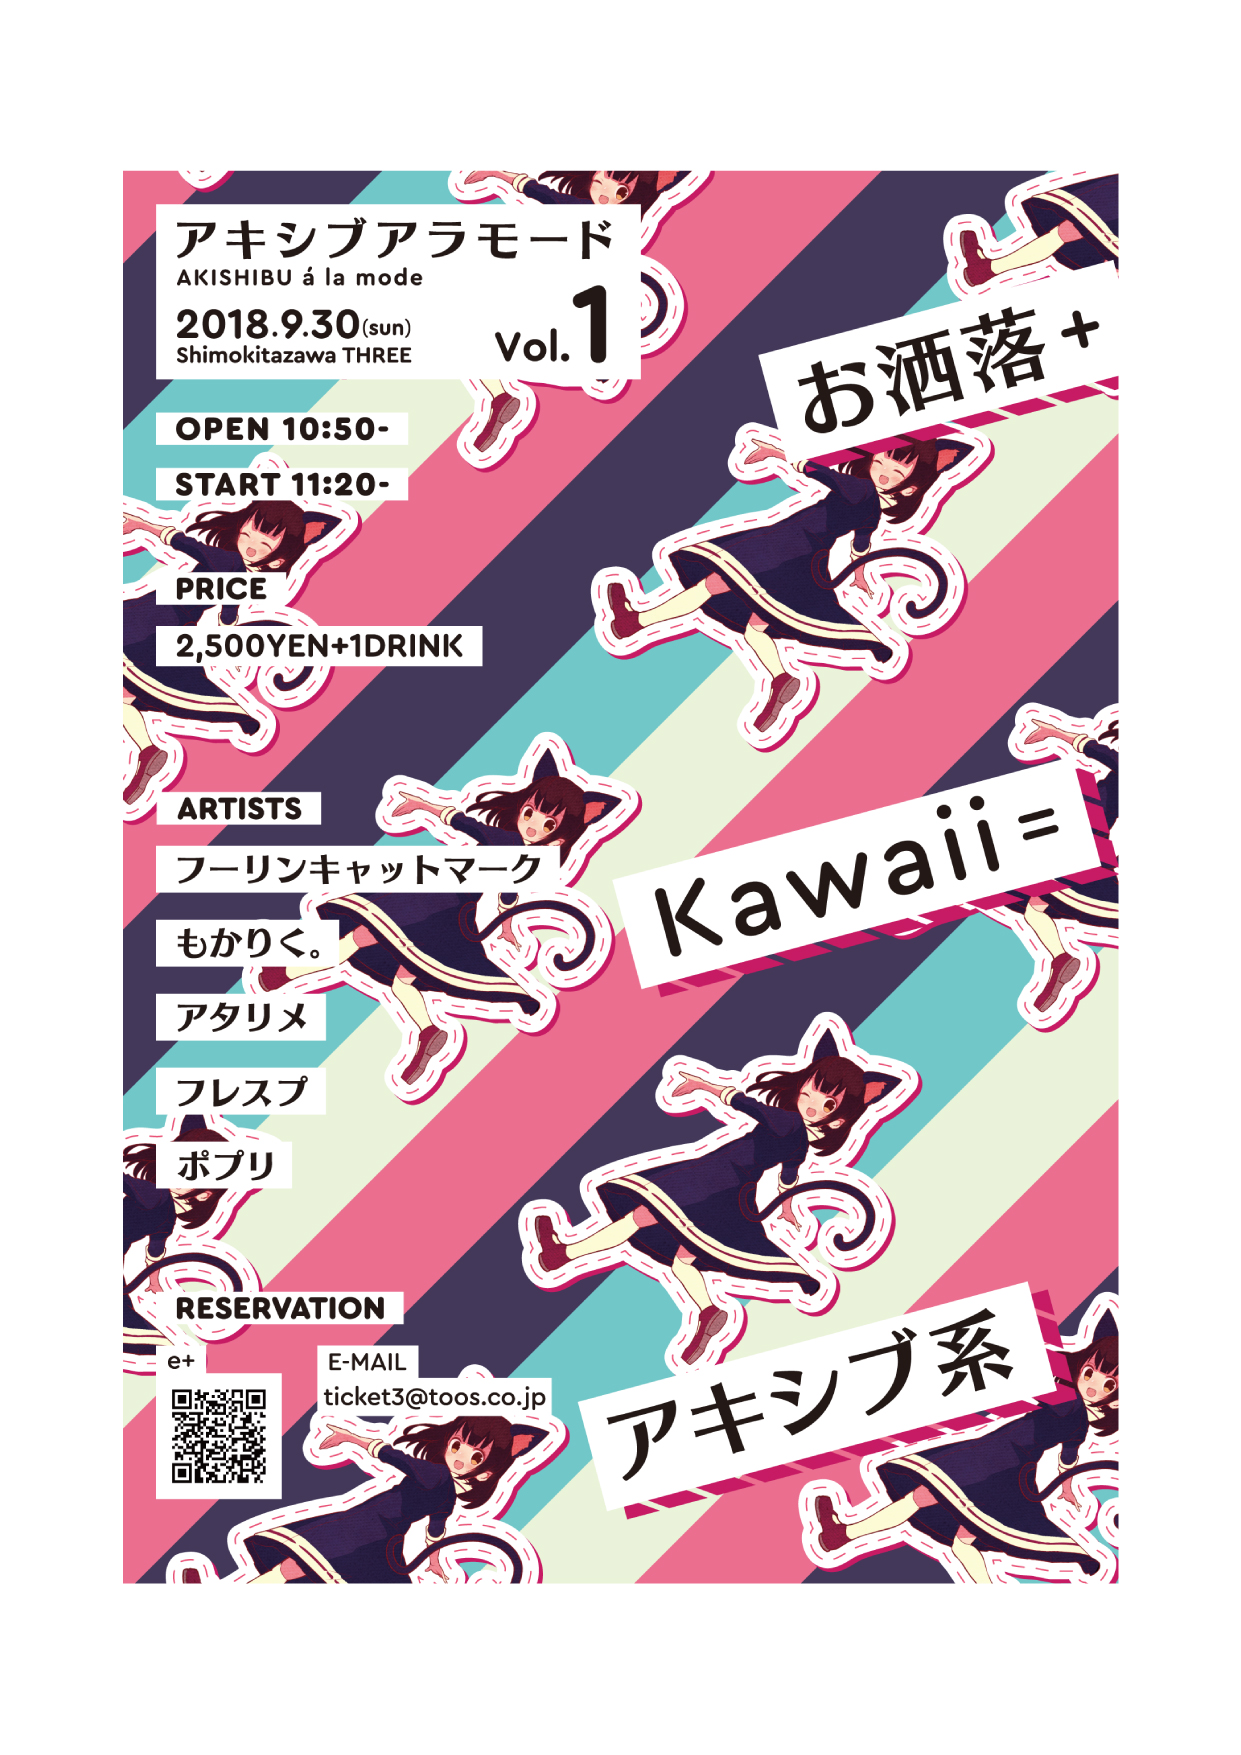 アキシブアラモード
AKISHIBU á la mode
2018.9.30(sun)
Shimokitazawa THREE
Vol.1
OPEN 10:50-
START 11:20-
PRICE
2,500YEN+1DRINK
ARTISTS
フーリンキャットマーク
もかりく。
アタリメ
フレスプ
ポプリ
RESERVATION
e+
E-MAIL
ticket3@toos.co.jp
お洒落+
Kawaii=
アキシブ系